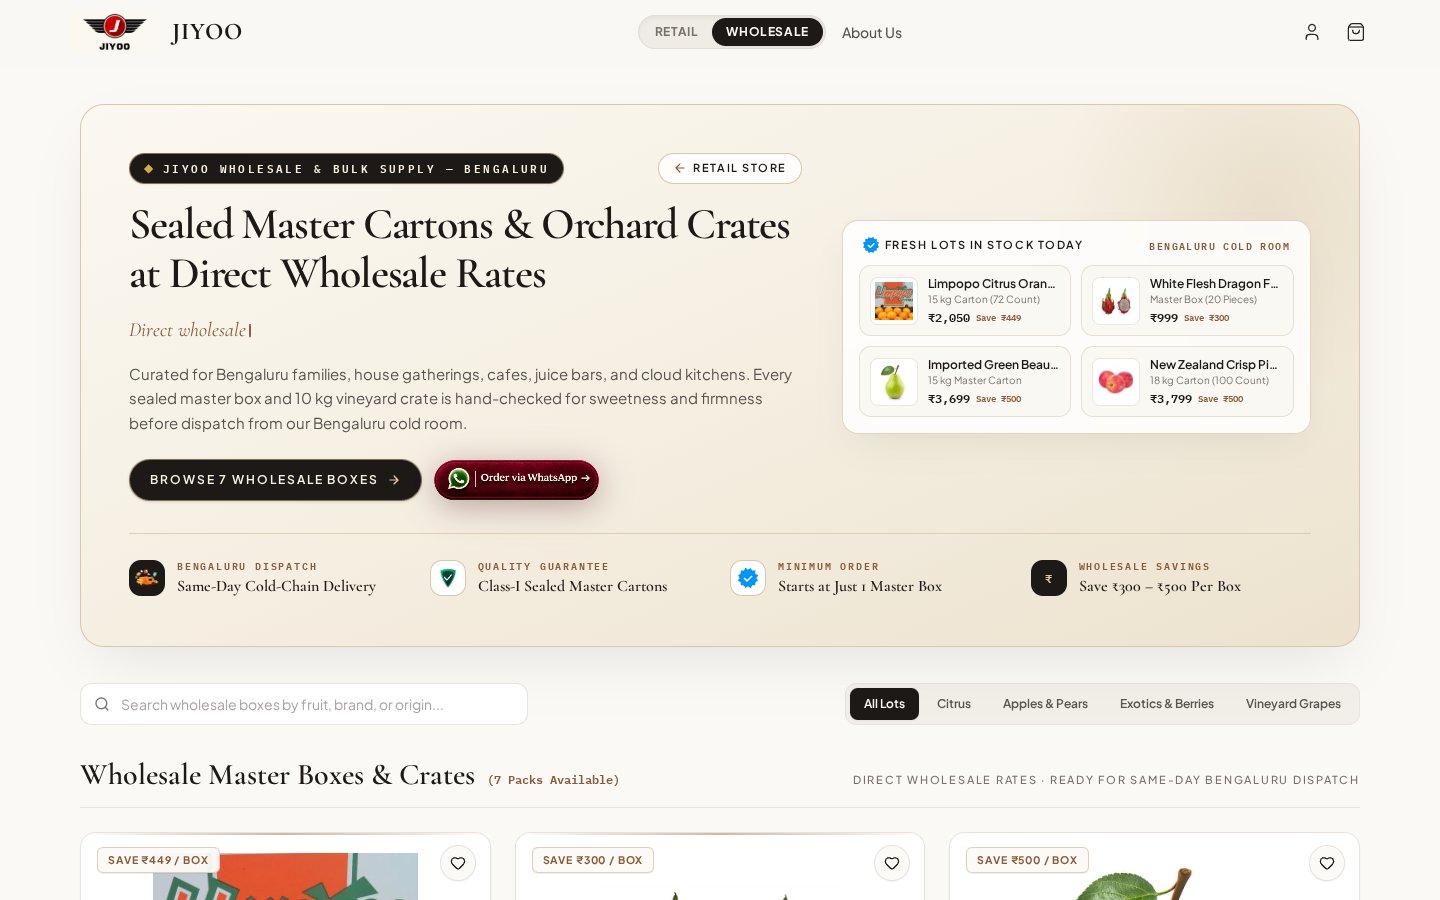 JIYOO
JIYOO
RETAIL
WHOLESALE
About Us
JIYOO WHOLESALE & BULK SUPPLY — BENGALURU
← RETAIL STORE
Sealed Master Cartons & Orchard Crates
at Direct Wholesale Rates
Direct wholesale
Curated for Bengaluru families, house gatherings, cafes, juice bars, and cloud kitchens. Every
sealed master box and 10 kg vineyard crate is hand-checked for sweetness and firmness
before dispatch from our Bengaluru cold room.
BROWSE 7 WHOLESALE BOXES →
Order via WhatsApp →
FRESH LOTS IN STOCK TODAY
BENGALURU COLD ROOM
Limpopo Citrus Oran...
15 kg Carton (72 Count)
₹2,050 Save ₹449
White Flesh Dragon F...
Master Box (20 Pieces)
₹999 Save ₹300
Imported Green Beau...
15 kg Master Carton
₹3,699 Save ₹500
New Zealand Crisp Pi...
18 kg Carton (100 Count)
₹3,799 Save ₹500
BENGALURU DISPATCH
Same-Day Cold-Chain Delivery
QUALITY GUARANTEE
Class-I Sealed Master Cartons
MINIMUM ORDER
Starts at Just 1 Master Box
₹
WHOLESALE SAVINGS
Save ₹300 – ₹500 Per Box
Search wholesale boxes by fruit, brand, or origin...
All Lots
Citrus
Apples & Pears
Exotics & Berries
Vineyard Grapes
Wholesale Master Boxes & Crates (7 Packs Available)
DIRECT WHOLESALE RATES · READY FOR SAME-DAY BENGALURU DISPATCH
SAVE ₹449 / BOX
SAVE ₹300 / BOX
SAVE ₹500 / BOX